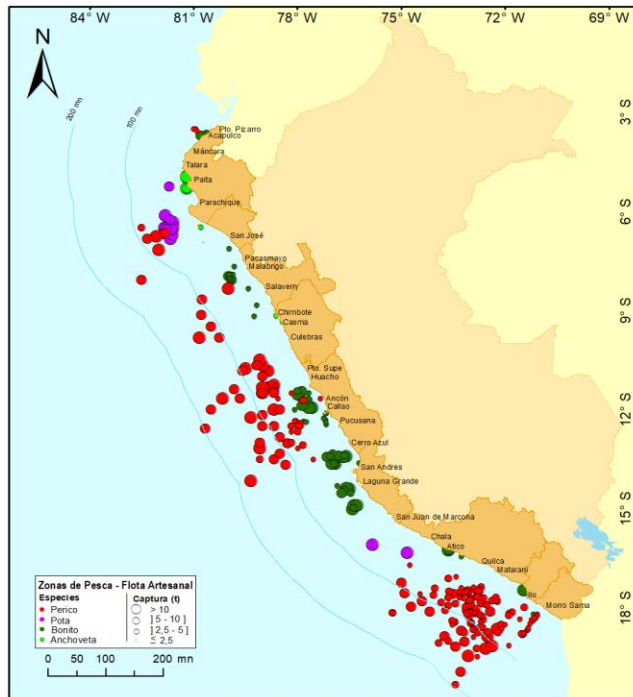 84° W 81° W 78° W 75° W 72° W 69° W
N
200 mn
100 mn
3° S
6° S
9° S
12° S
15° S
18° S
Pto. Pizarro
Acapulco
Máncora
Talara
Paita
Parachique
San José
Pacasmayo
Malabrigo
Salaverry
Chimbote
Casma
Culebras
Pto. Supe
Huacho
Ancón
Callao
Pucusana
Cerro Azul
San Andres
Laguna Grande
San Juan de Marcona
Chala
Atico
Quilca
Matarani
Ilo
Morro Sama
Zonas de Pesca - Flota Artesanal
Especies Captura (t)
Perico > 10
Pota ] 5 - 10 ]
Bonito ] 2,5 - 5 ]
Anchoveta ≤ 2,5
0 50 100 200 mn